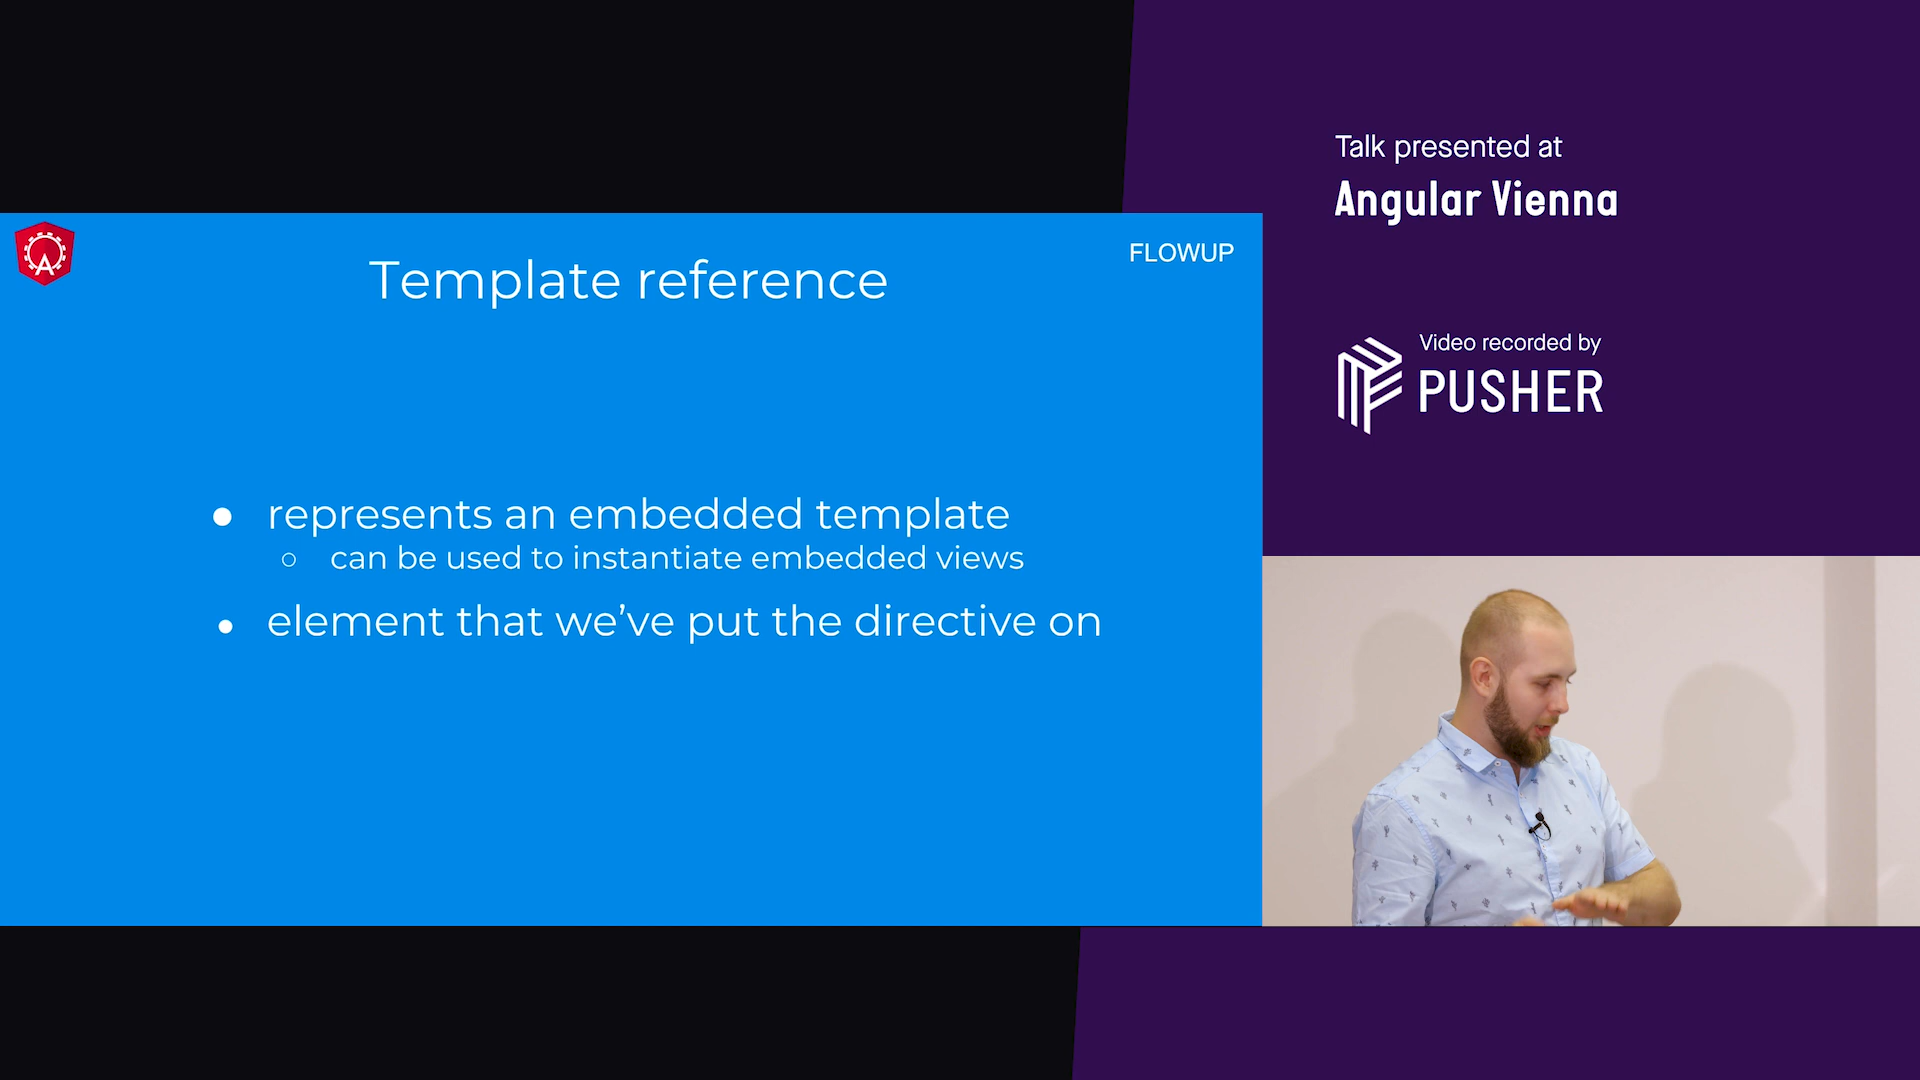 Talk presented at
Angular Vienna
Video recorded by
PUSHER
FLOWUP
Template reference
represents an embedded template
can be used to instantiate embedded views
element that we’ve put the directive on